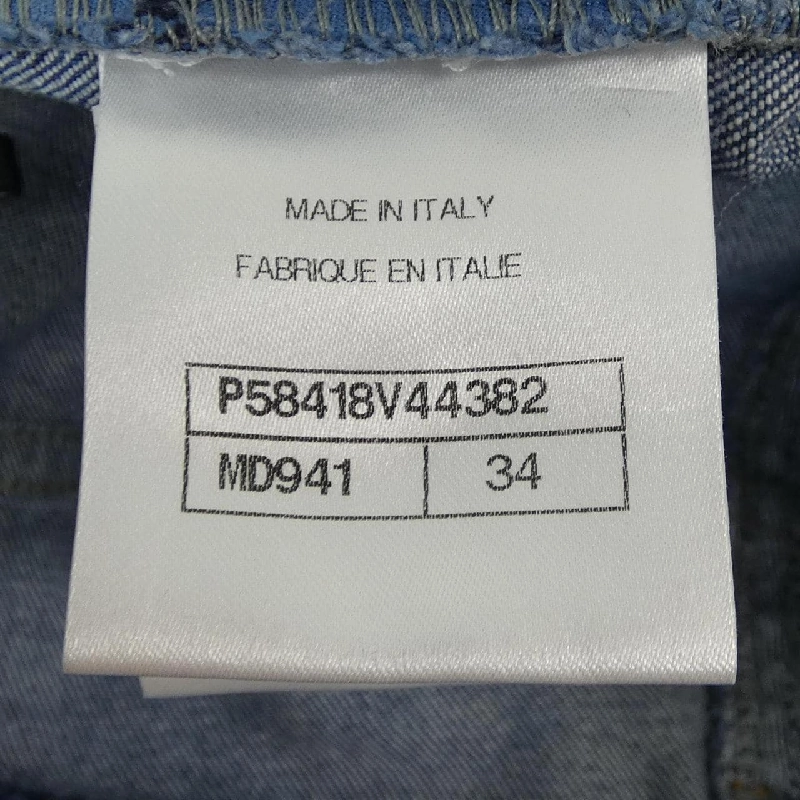 MADE IN ITALY
FABRIQUE EN ITALIE
P58418V44382
MD941 34